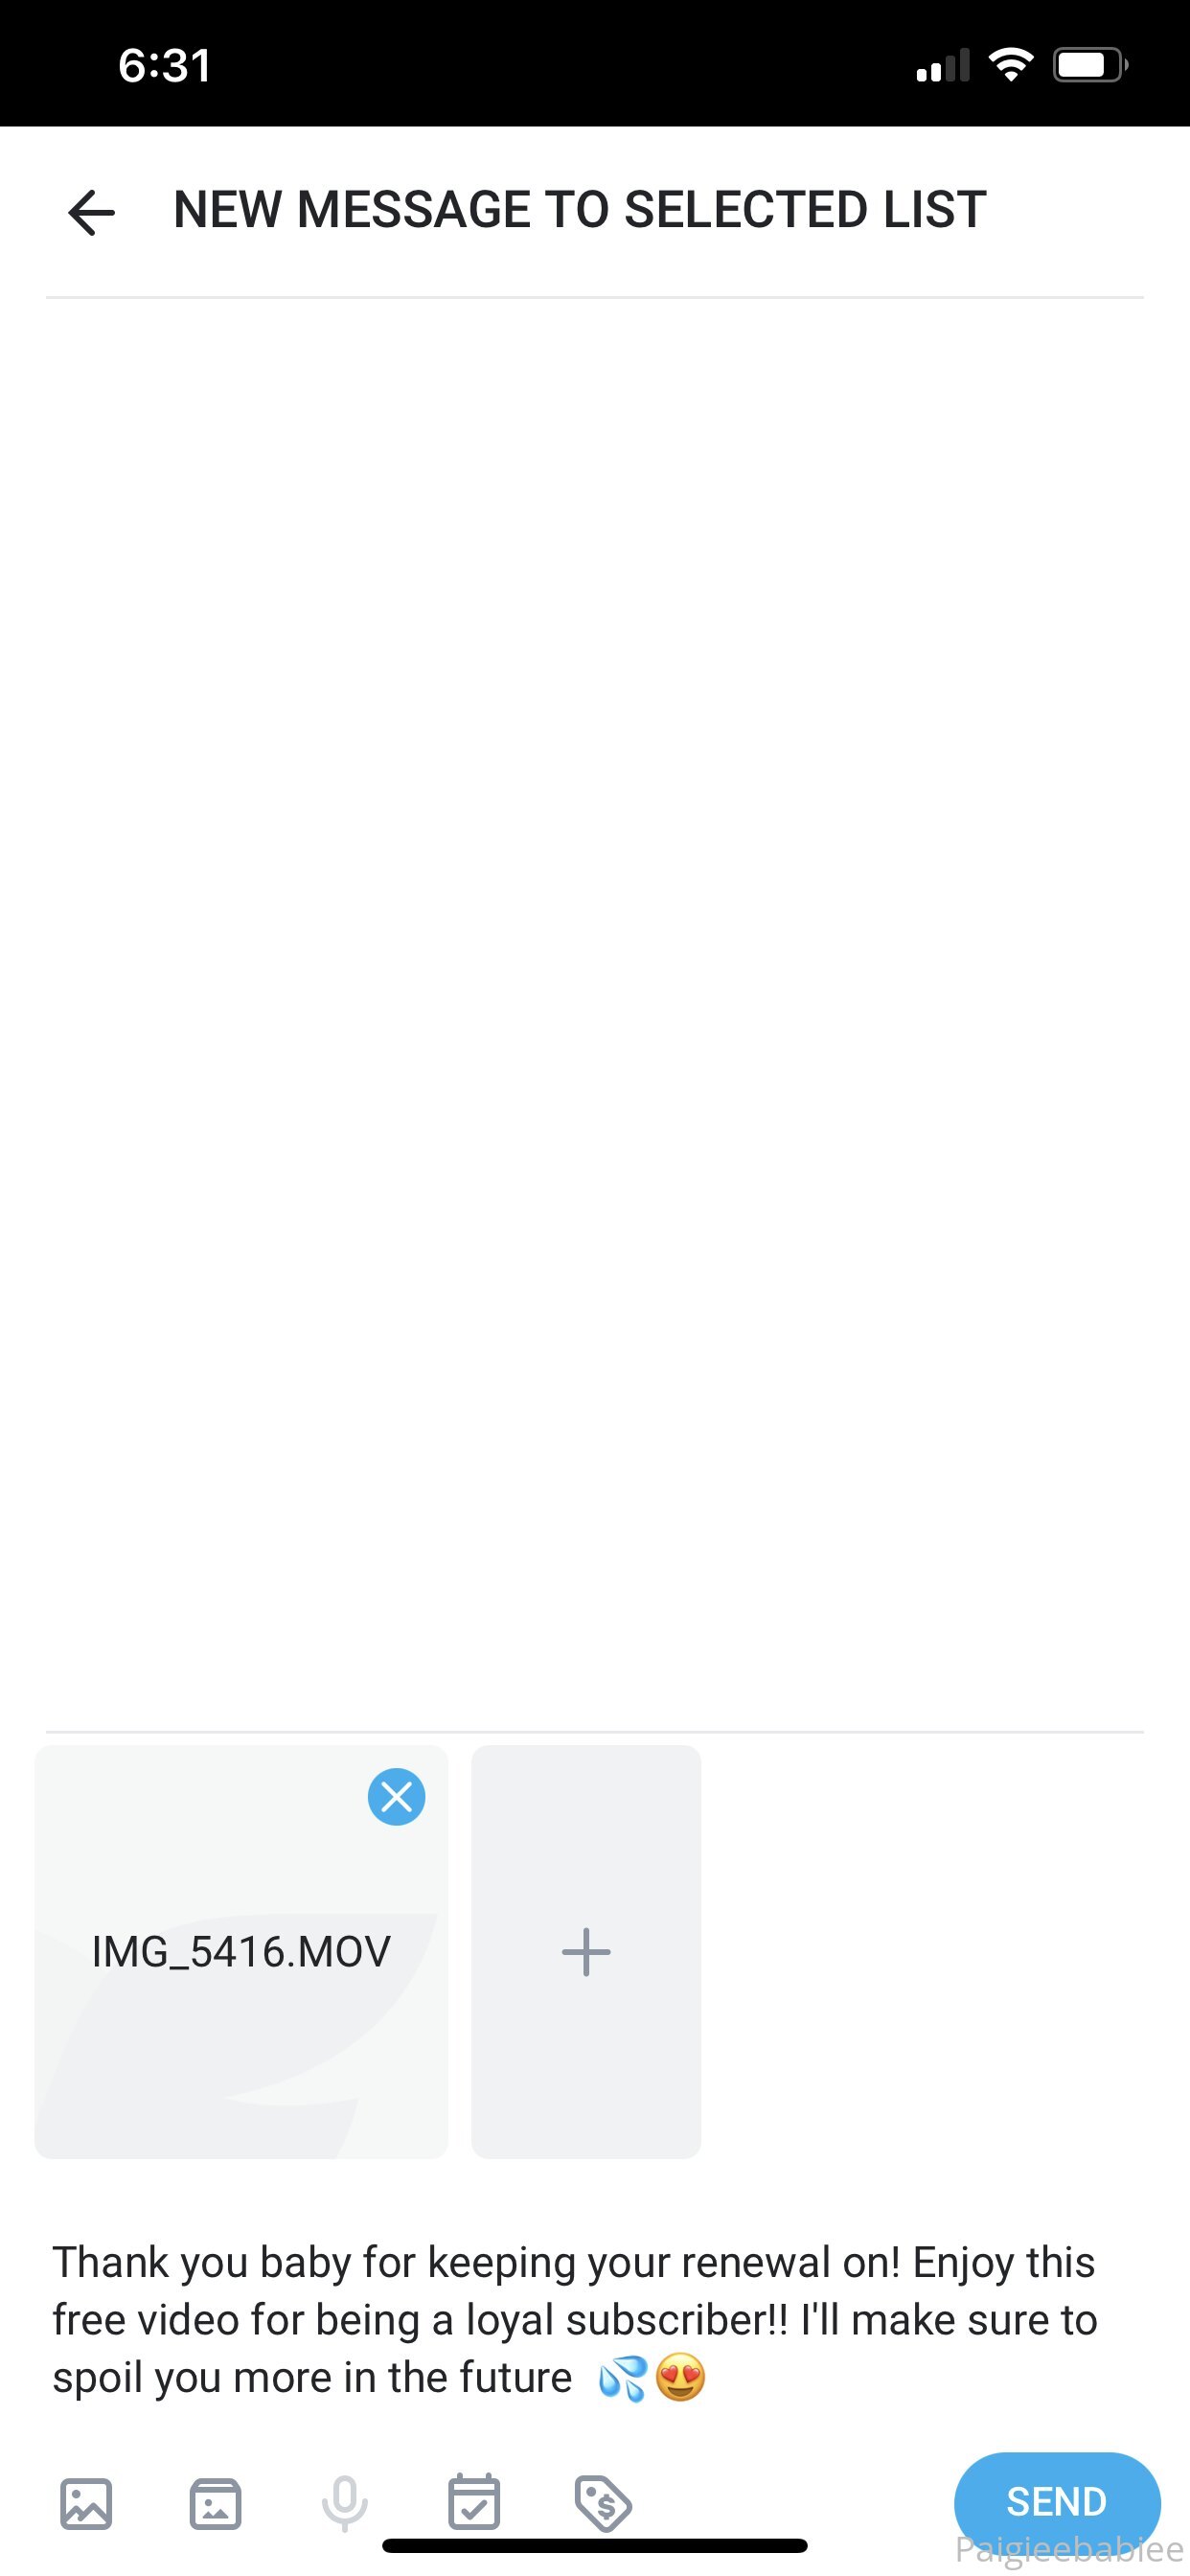 6:31
NEW MESSAGE TO SELECTED LIST
IMG_5416.MOV
Thank you baby for keeping your renewal on! Enjoy this
free video for being a loyal subscriber!! I'll make sure to
spoil you more in the future 💦😍
SEND
Paigieebabiee